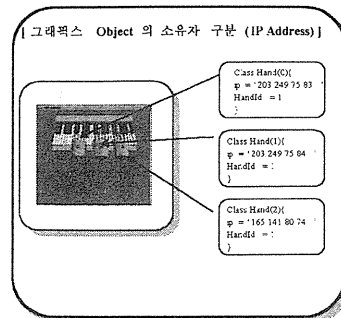 [ 그래픽스 Object 의 소유자 구분 (IP Address) ]
Class Hand(0){
ip = '203 249 75 83 '
HandId = 1
}
Class Hand(1){
ip = '203 249 75 84 '
HandId =
}
Class Hand(2){
ip = '165 141 80 74 '
HandId =
}